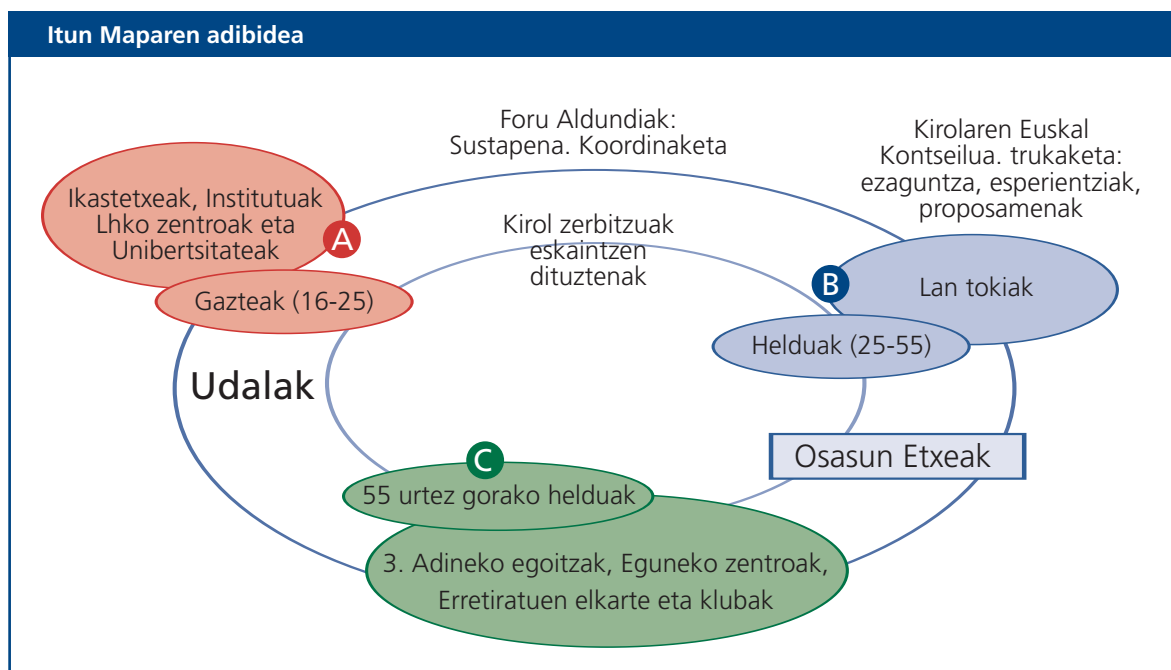 Itun Maparen adibidea
Foru Aldundiak:
Sustapena. Koordinaketa
Kirolaren Euskal
Kontseilua. trukaketa:
ezaguntza, esperientziak,
proposamenak
Ikastetxeak, Institutuak
Lhko zentroak eta
Unibertsitateak
A
Gazteak (16-25)
Kirol zerbitzuak
eskaintzen
dituztenak
B
Lan tokiak
Helduak (25-55)
Udalak
Osasun Etxeak
C
55 urtez gorako helduak
3. Adineko egoitzak, Eguneko zentroak,
Erretiratuen elkarte eta klubak